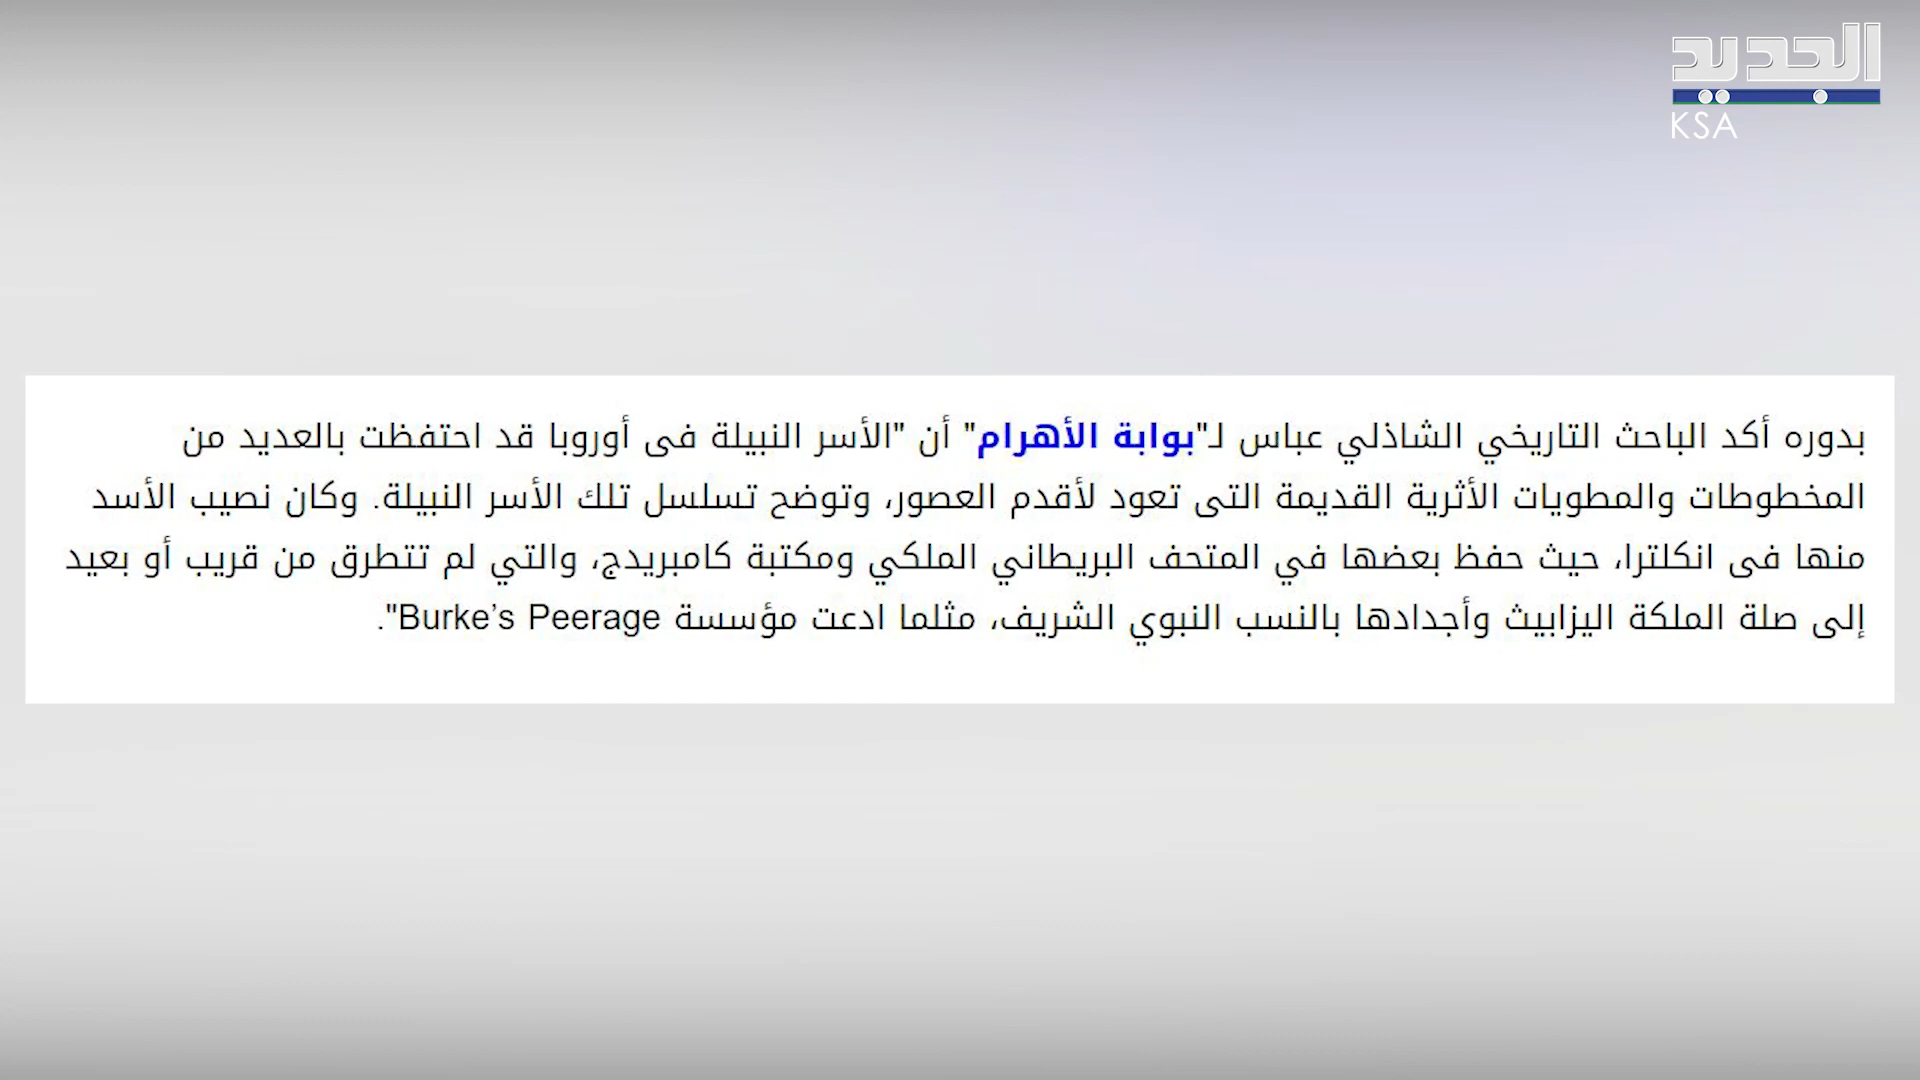 الجديد
KSA
بدوره أكد الباحث التاريخي الشاذلي عباس لـ"بوابة الأهرام" أن "الأسر النبيلة فى أوروبا قد احتفظت بالعديد من
المخطوطات والمطويات الأثرية القديمة التى تعود لأقدم العصور، وتوضح تسلسل تلك الأسر النبيلة. وكان نصيب الأسد
منها فى انكلترا، حيث حفظ بعضها في المتحف البريطاني الملكي ومكتبة كامبريدج، والتي لم تتطرق من قريب أو بعيد
إلى صلة الملكة اليزابيث وأجدادها بالنسب النبوي الشريف، مثلما ادعت مؤسسة Burke’s Peerage".